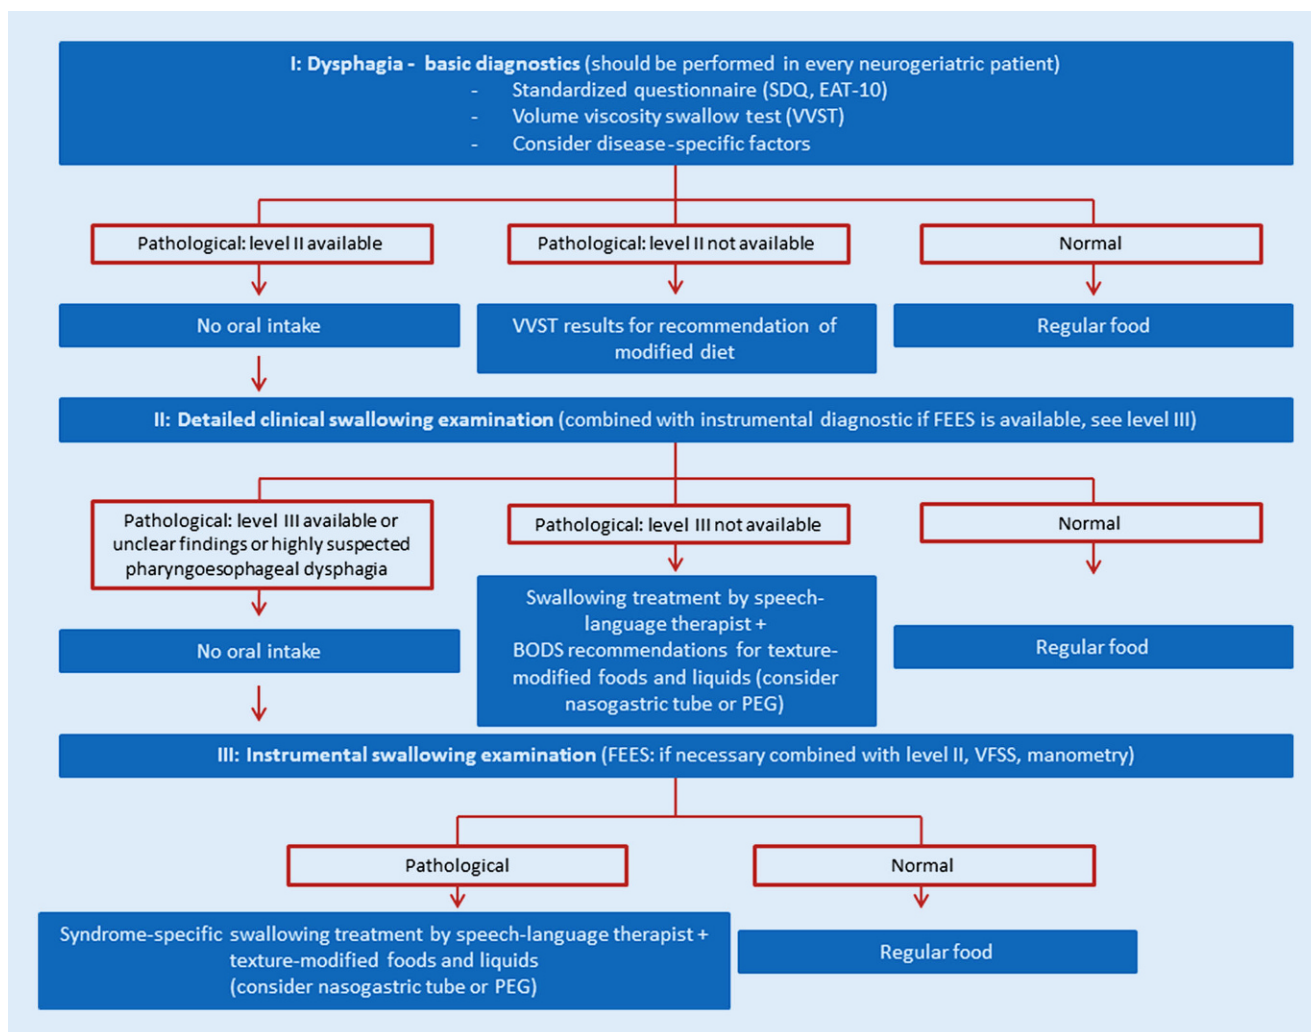 I: Dysphagia - basic diagnostics (should be performed in every neurogeriatric patient)
- Standardized questionnaire (SDQ, EAT-10)
- Volume viscosity swallow test (VVST)
- Consider disease-specific factors
Pathological: level II available
Pathological: level II not available
Normal
No oral intake
VVST results for recommendation of
modified diet
Regular food
II: Detailed clinical swallowing examination (combined with instrumental diagnostic if FEES is available, see level III)
Pathological: level III available or
unclear findings or highly suspected
pharyngoesophageal dysphagia
Pathological: level III not available
Normal
No oral intake
Swallowing treatment by speech-
language therapist +
BODS recommendations for texture-
modified foods and liquids (consider
nasogastric tube or PEG)
Regular food
III: Instrumental swallowing examination (FEES: if necessary combined with level II, VFSS, manometry)
Pathological
Normal
Syndrome-specific swallowing treatment by speech-language therapist +
texture-modified foods and liquids
(consider nasogastric tube or PEG)
Regular food